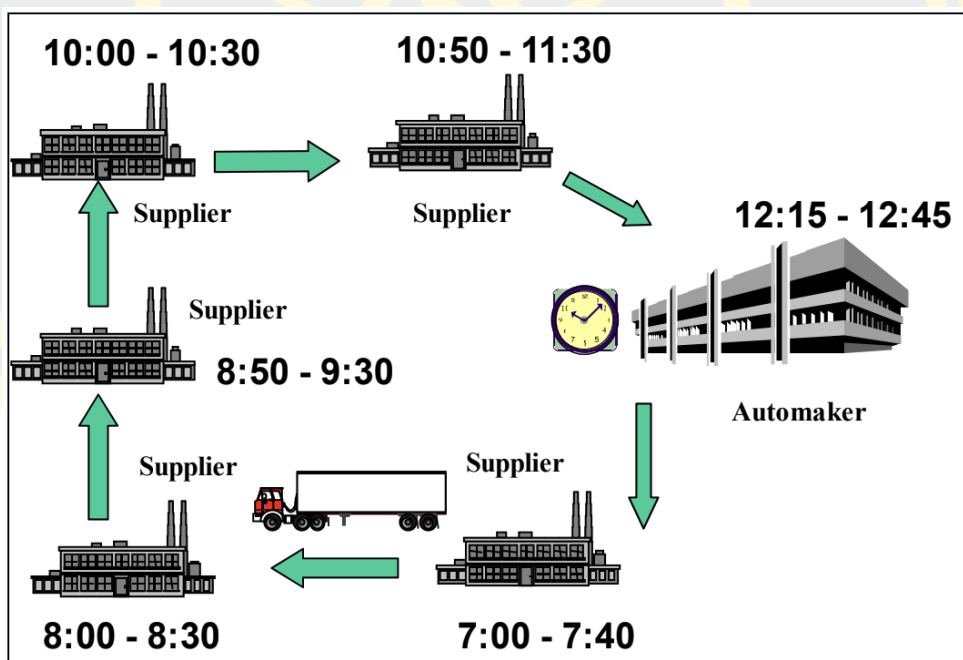 10:00 - 10:30
10:50 - 11:30
Supplier
Supplier
12:15 - 12:45
Supplier
8:50 - 9:30
Automaker
Supplier
Supplier
8:00 - 8:30
7:00 - 7:40